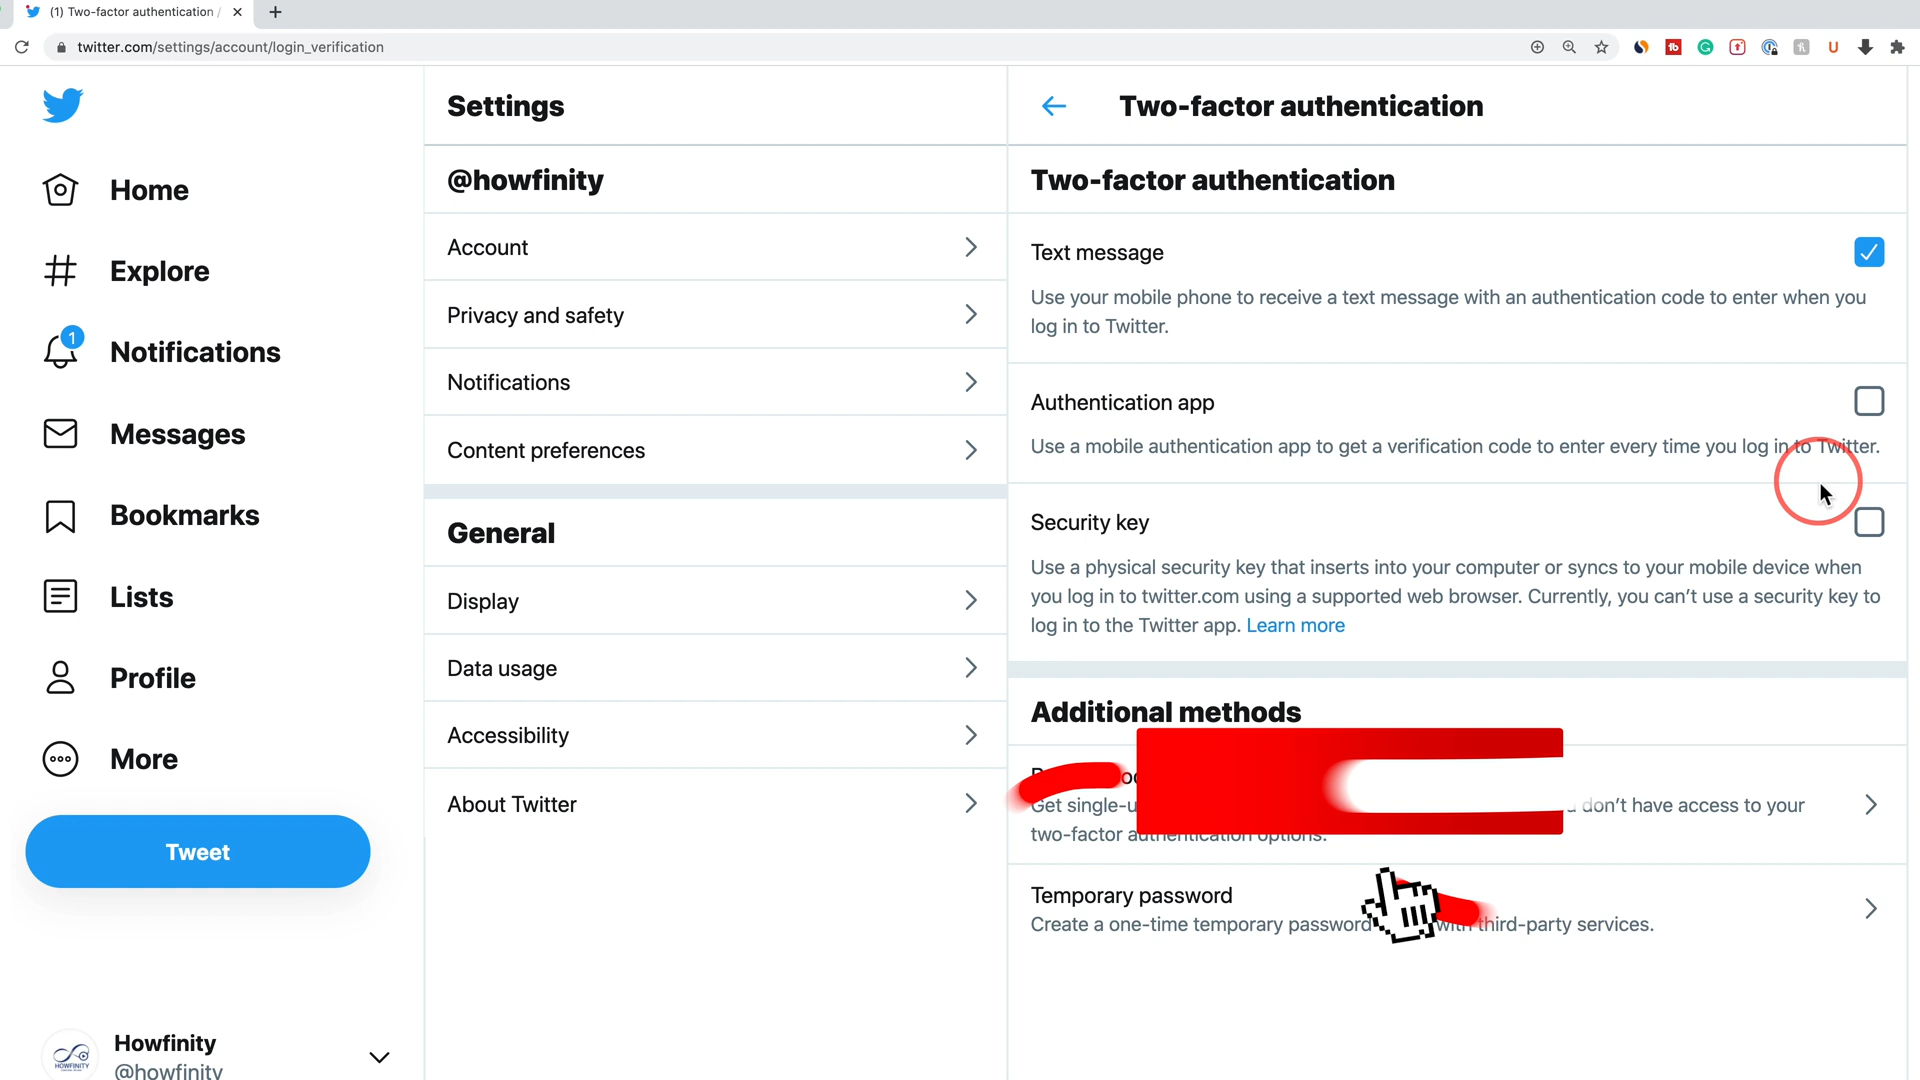 (1) Two-factor authentication /
twitter.com/settings/account/login_verification
Home
Explore
1
Notifications
Messages
Bookmarks
Lists
Profile
More
Tweet
HOWFINITY
Howfinity
@howfinity
Settings
@howfinity
Account
Privacy and safety
Notifications
Content preferences
General
Display
Data usage
Accessibility
About Twitter
Two-factor authentication
Two-factor authentication
Text message
Use your mobile phone to receive a text message with an authentication code to enter when you
log in to Twitter.
Authentication app
Use a mobile authentication app to get a verification code to enter every time you log in to Twitter.
Security key
Use a physical security key that inserts into your computer or syncs to your mobile device when
you log in to twitter.com using a supported web browser. Currently, you can’t use a security key to
log in to the Twitter app. Learn more
Additional methods
Get don’t have access to your
two-factor authentication options.
Temporary password
Create a one-time temporary password with third-party services.